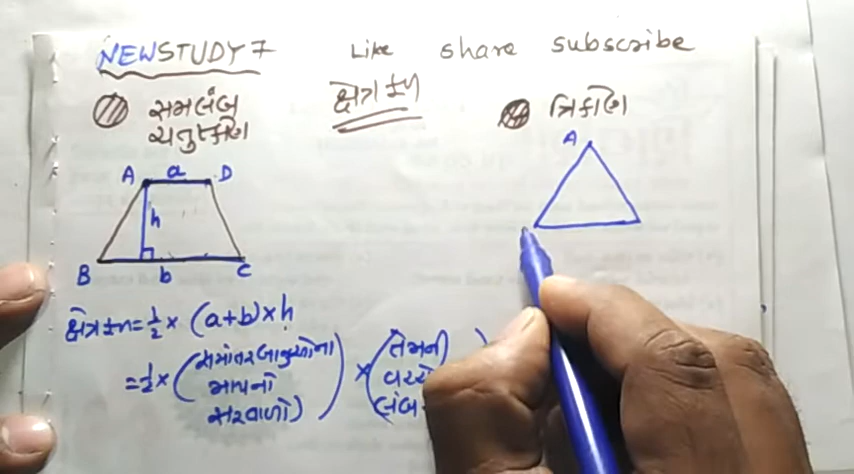 NEWSTUDY7 Like share subscribe
ક્ષેત્રફળ
સમલંબ
ચતુષ્કોણ
ત્રિકોણ
A a D
h
B b C
A
ક્ષેત્રફળ = 1/2 × (a+b) × h
= 1/2 × (સમાંતર બાજુઓના
માપનો
સરવાળો) × (તેમની
વચ્ચે
લંબ